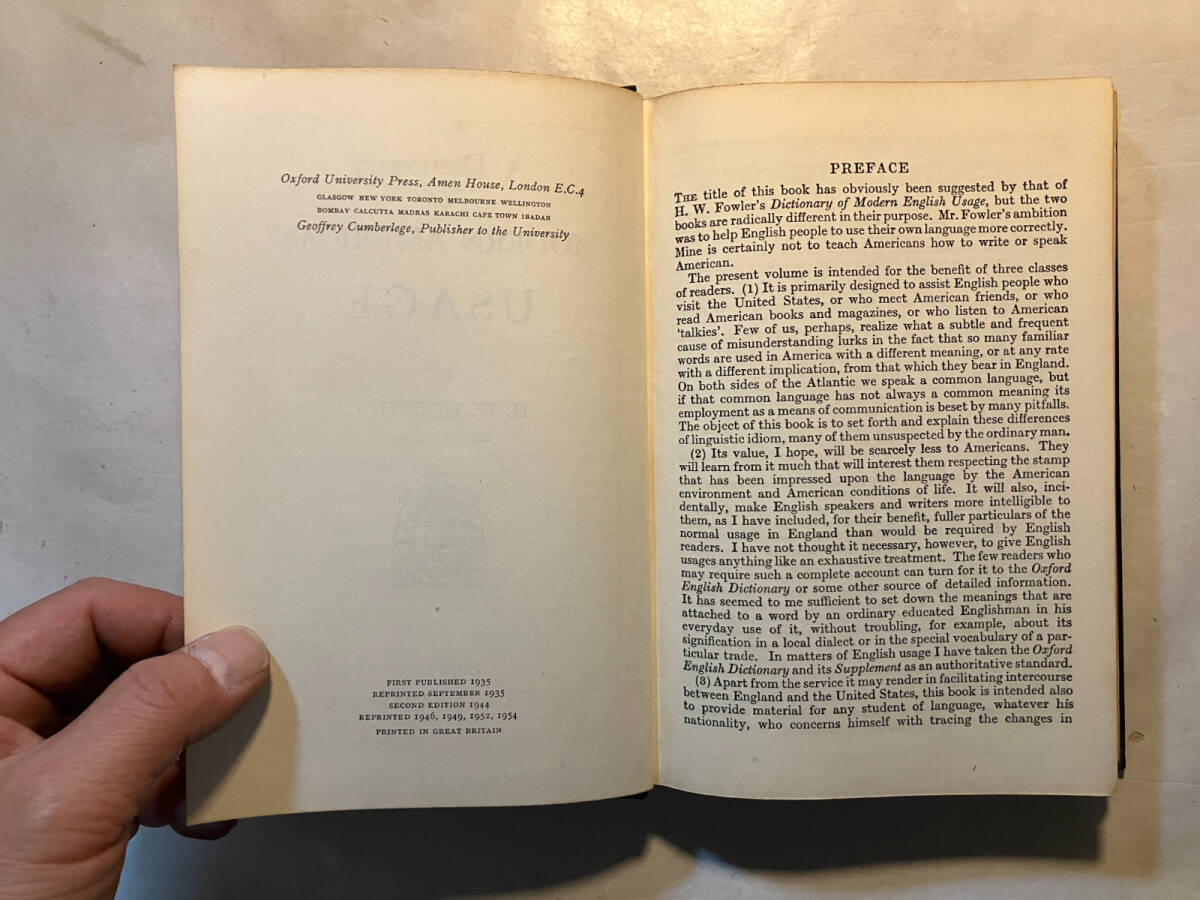 Oxford University Press, Amen House, London E.C.4
GLASGOW NEW YORK TORONTO MELBOURNE WELLINGTON
BOMBAY CALCUTTA MADRAS KARACHI CAPE TOWN IBADAN
Geoffrey Cumberlege, Publisher to the University
USAGE
FIRST PUBLISHED 1935
REPRINTED SEPTEMBER 1935
SECOND EDITION 1944
REPRINTED 1946, 1949, 1952, 1954
PRINTED IN GREAT BRITAIN
PREFACE
THE title of this book has obviously been suggested by that of
H. W. Fowler's Dictionary of Modern English Usage, but the two
books are radically different in their purpose. Mr. Fowler's ambition
was to help English people to use their own language more correctly.
Mine is certainly not to teach Americans how to write or speak
American.
The present volume is intended for the benefit of three classes
of readers. (1) It is primarily designed to assist English people who
visit the United States, or who meet American friends, or who
read American books and magazines, or who listen to American
'talkies'. Few of us, perhaps, realize what a subtle and frequent
cause of misunderstanding lurks in the fact that so many familiar
words are used in America with a different meaning, or at any rate
with a different implication, from that which they bear in England.
On both sides of the Atlantic we speak a common language, but
if that common language has not always a common meaning its
employment as a means of communication is beset by many pitfalls.
The object of this book is to set forth and explain these differences
of linguistic idiom, many of them unsuspected by the ordinary man.
(2) Its value, I hope, will be scarcely less to Americans. They
will learn from it much that will interest them respecting the stamp
that has been impressed upon the language by the American
environment and American conditions of life. It will also, inci-
dentally, make English speakers and writers more intelligible to
them, as I have included, for their benefit, fuller particulars of the
normal usage in England than would be required by English
readers. I have not thought it necessary, however, to give English
usages anything like an exhaustive treatment. The few readers who
may require such a complete account can turn for it to the Oxford
English Dictionary or some other source of detailed information.
It has seemed to me sufficient to set down the meanings that are
attached to a word by an ordinary educated Englishman in his
everyday use of it, without troubling, for example, about its
signification in a local dialect or in the special vocabulary of a par-
ticular trade. In matters of English usage I have taken the Oxford
English Dictionary and its Supplement as an authoritative standard.
(3) Apart from the service it may render in facilitating intercourse
between England and the United States, this book is intended also
to provide material for any student of language, whatever his
nationality, who concerns himself with tracing the changes in